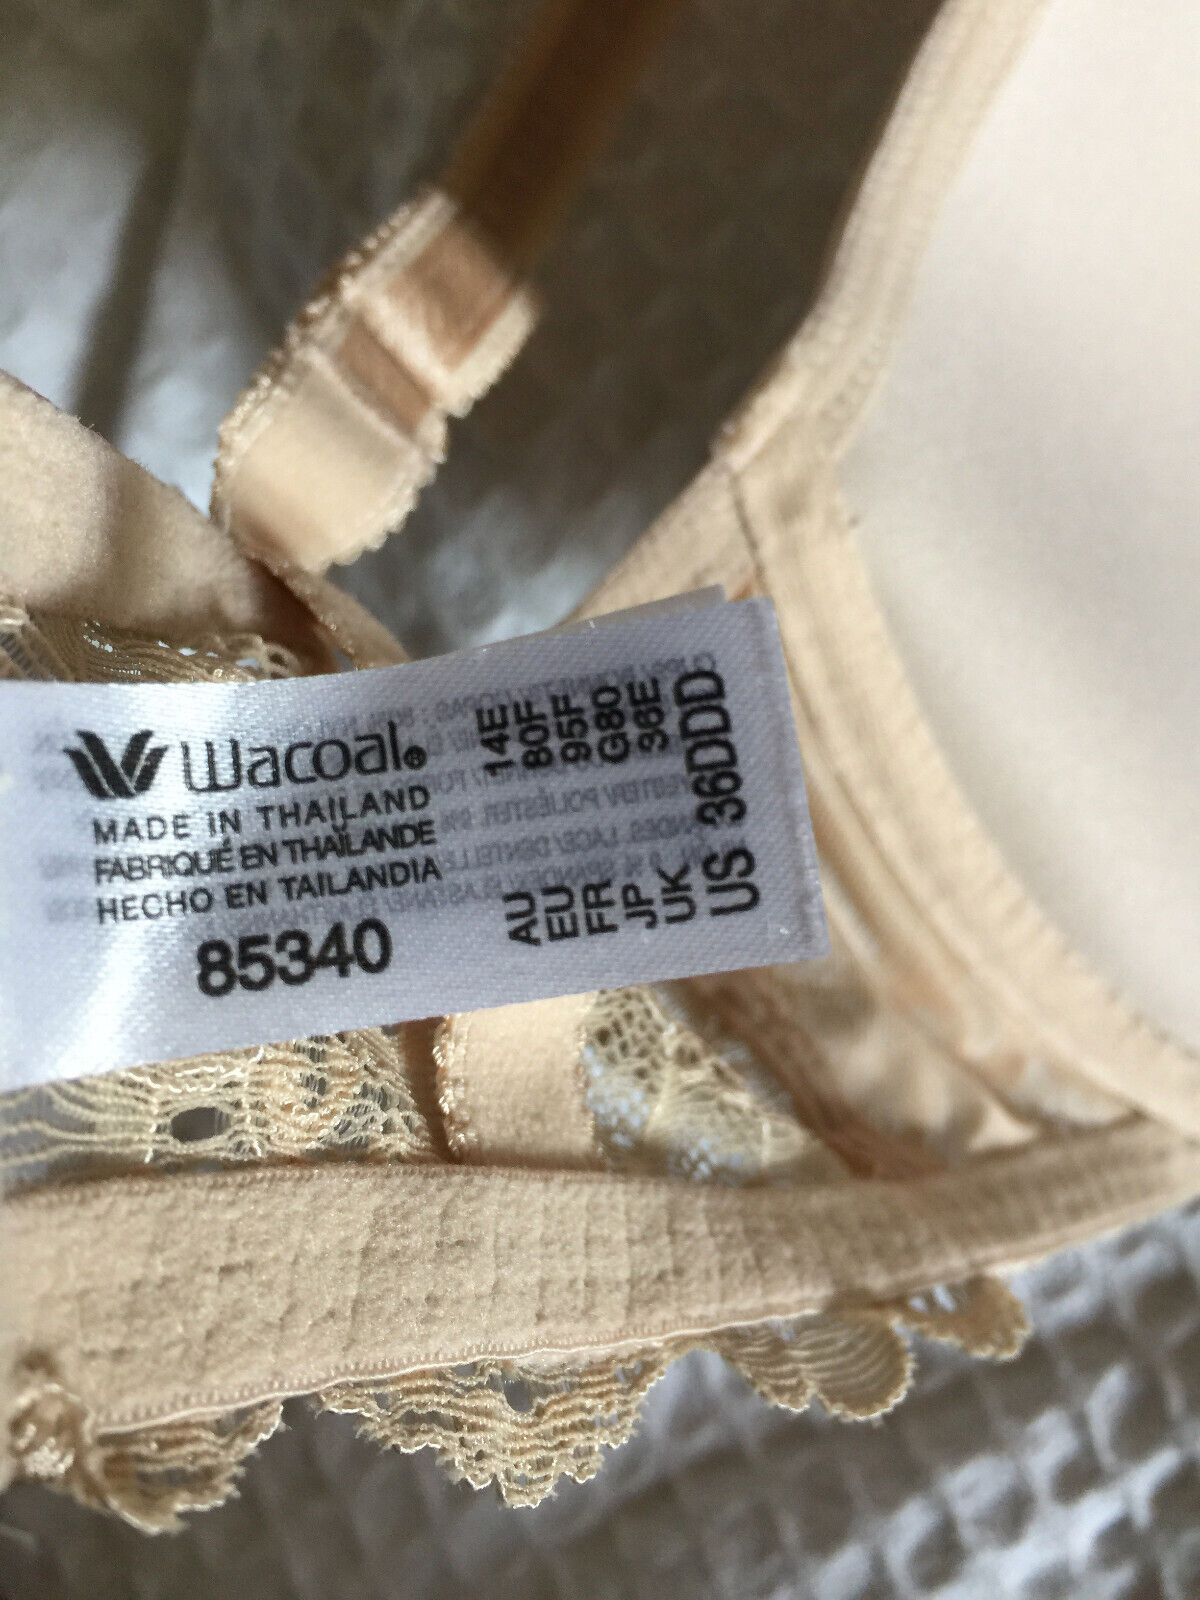 Wacoal®
MADE IN THAILAND
FABRIQUÉ EN THAÏLANDE
HECHO EN TAILANDIA
85340
AU 14E
EU 80F
FR 95F
JP G80
UK 36E
US 36DDD